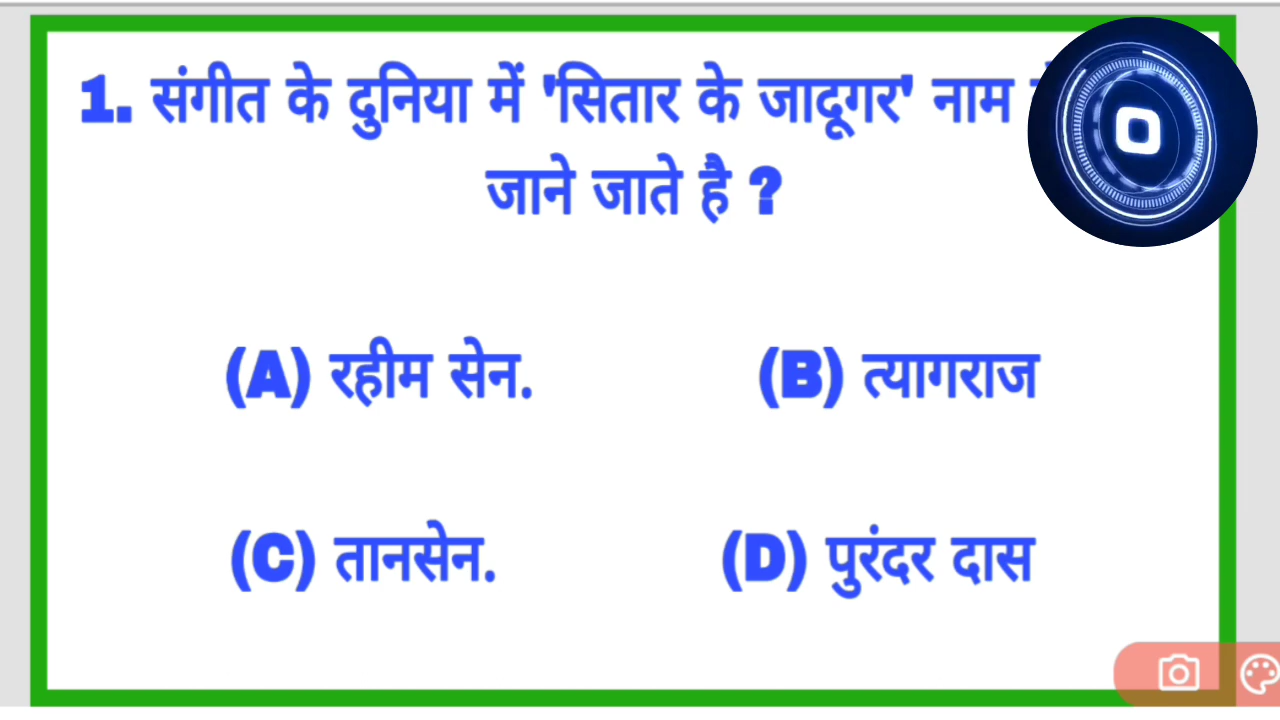 1. संगीत के दुनिया में 'सितार के जादूगर' नाम
जाने जाते है ?
(A) रहीम सेन. (B) त्यागराज
(C) तानसेन. (D) पुरंदर दास